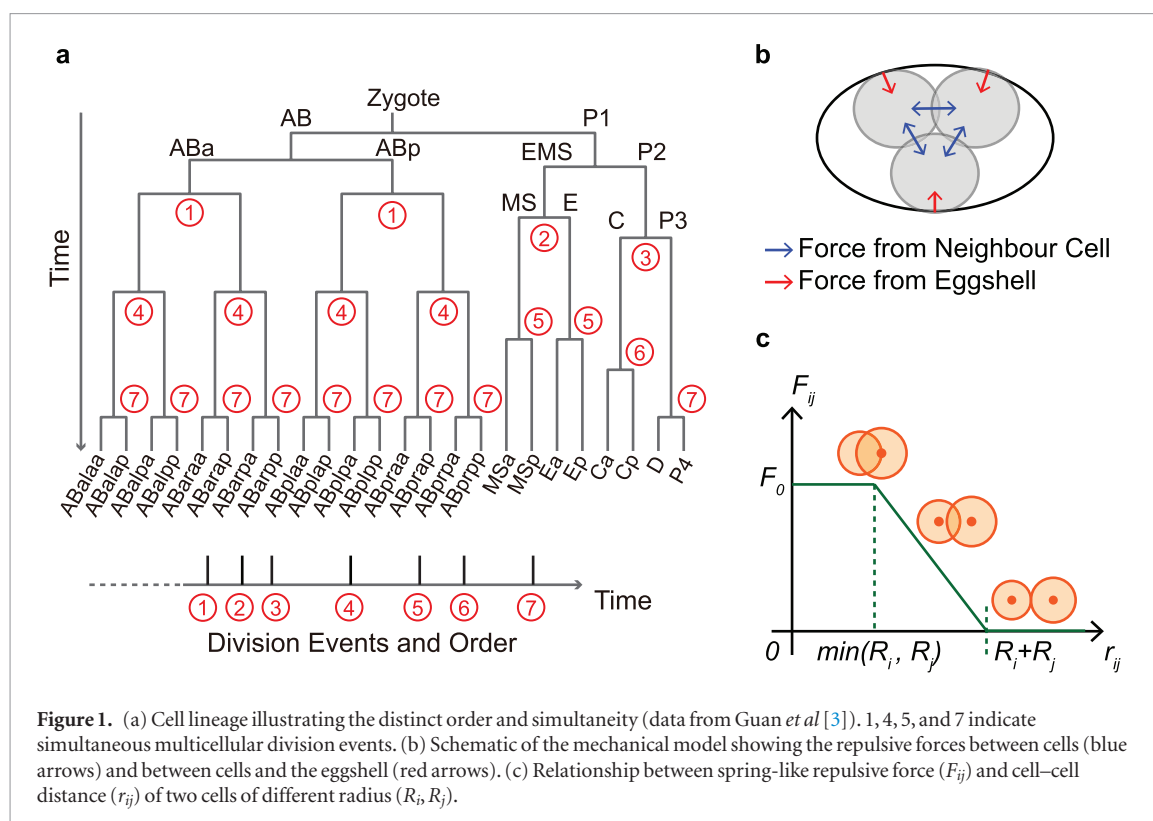 a
Zygote
AB
P1
ABa
ABp
EMS
P2
MS
E
C
P3
1
1
2
3
4
4
4
4
5
5
6
7
7
7
7
7
7
7
7
7
Time
ABalaa
ABalap
ABalpa
ABalpp
ABaraa
ABarap
ABarpa
ABarpp
ABplaa
ABplap
ABplpa
ABplpp
ABpraa
ABprap
ABprpa
ABprpp
MSa
MSp
Ea
Ep
Ca
Cp
D
P4
1
2
3
4
5
6
7
Time
Division Events and Order
b
Force from Neighbour Cell
Force from Eggshell
c
Fij
F0
0
min(Ri , Rj)
Ri+Rj
rij
Figure 1. (a) Cell lineage illustrating the distinct order and simultaneity (data from Guan et al [3]). 1, 4, 5, and 7 indicate
simultaneous multicellular division events. (b) Schematic of the mechanical model showing the repulsive forces between cells (blue
arrows) and between cells and the eggshell (red arrows). (c) Relationship between spring-like repulsive force (Fij) and cell–cell
distance (rij) of two cells of different radius (Ri, Rj).